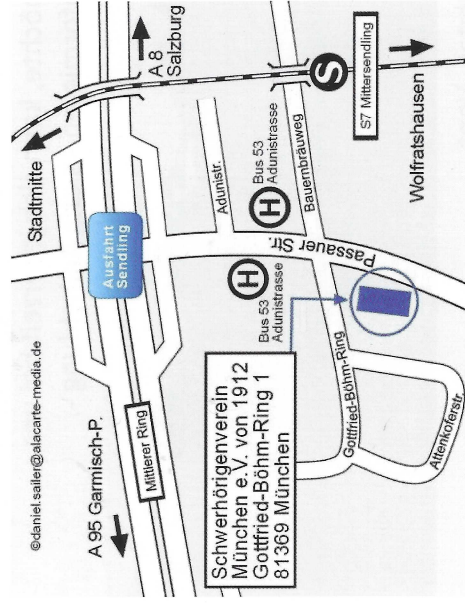 ©daniel.sailer@alacarte-media.de
Stadtmitte
A 8
Salzburg
Ausfahrt
Sendling
A 95 Garmisch-P.
Mittlerer Ring
Adunistr.
H
Bus 53
Adunistrasse
H
Bus 53
Adunistrasse
Bauernbräuweg
S
S7 Mittersendling
Passauer Str.
Wolfratshausen
Schwerhörigenverein
München e.V. von 1912
Gottfried-Böhm-Ring 1
81369 München
Gottfried-Böhm-Ring
Attenkoferstr.